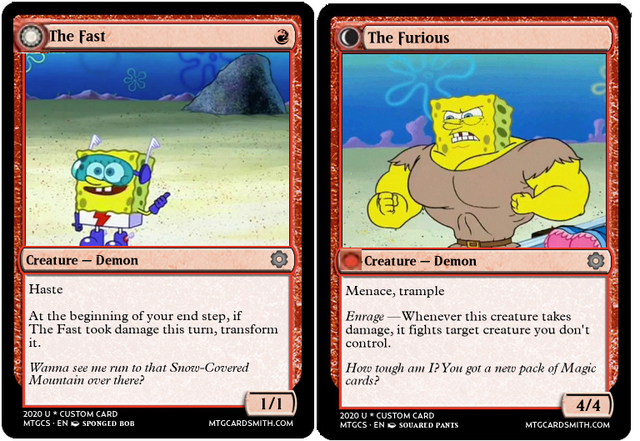 The Fast
Creature — Demon
Haste
At the beginning of your end step, if
The Fast took damage this turn, transform
it.
Wanna see me run to that Snow-Covered
Mountain over there?
1/1
2020 U * CUSTOM CARD
MTGCS · EN SPONGED BOB
MTGCARDSMITH.COM
The Furious
Creature — Demon
Menace, trample
Enrage —Whenever this creature takes
damage, it fights target creature you don't
control.
How tough am I? You got a new pack of Magic
cards?
4/4
2020 U * CUSTOM CARD
MTGCS · EN SQUARED PANTS
MTGCARDSMITH.COM